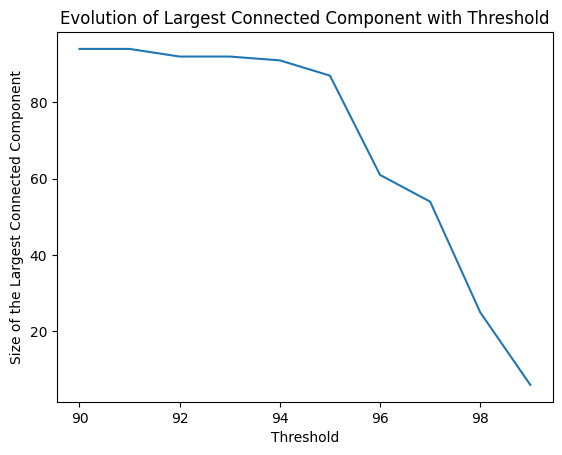 Evolution of Largest Connected Component with Threshold
Size of the Largest Connected Component
80
60
40
20
90 92 94 96 98
Threshold